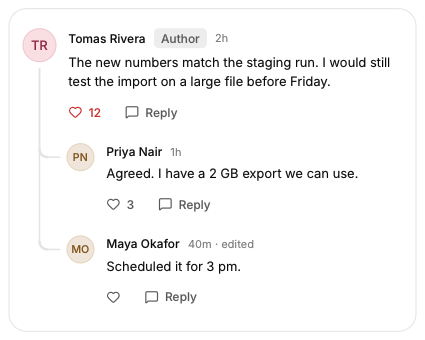 TR Tomas Rivera Author 2h
The new numbers match the staging run. I would still
test the import on a large file before Friday.
12 Reply
PN Priya Nair 1h
Agreed. I have a 2 GB export we can use.
3 Reply
MO Maya Okafor 40m · edited
Scheduled it for 3 pm.
Reply